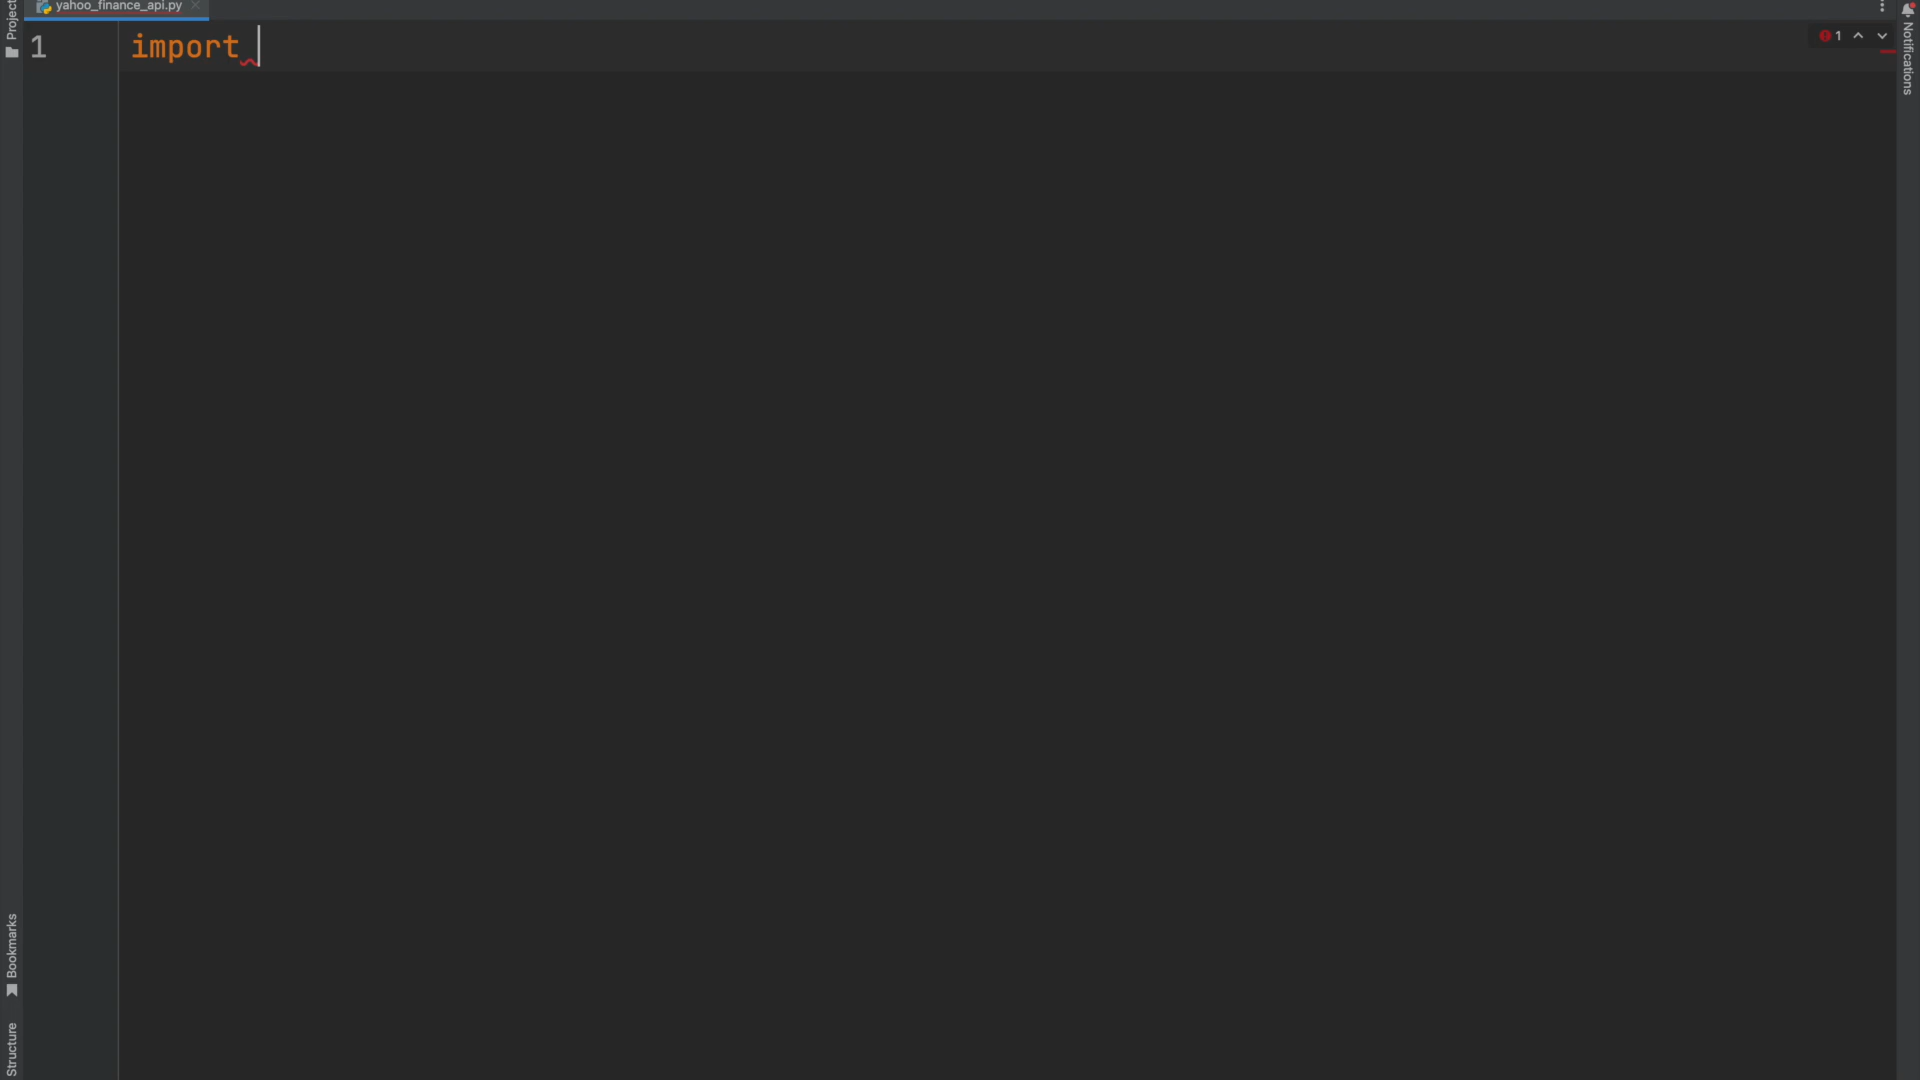 yahoo_finance_api.py
Project
1
import
1
Notifications
Bookmarks
Structure